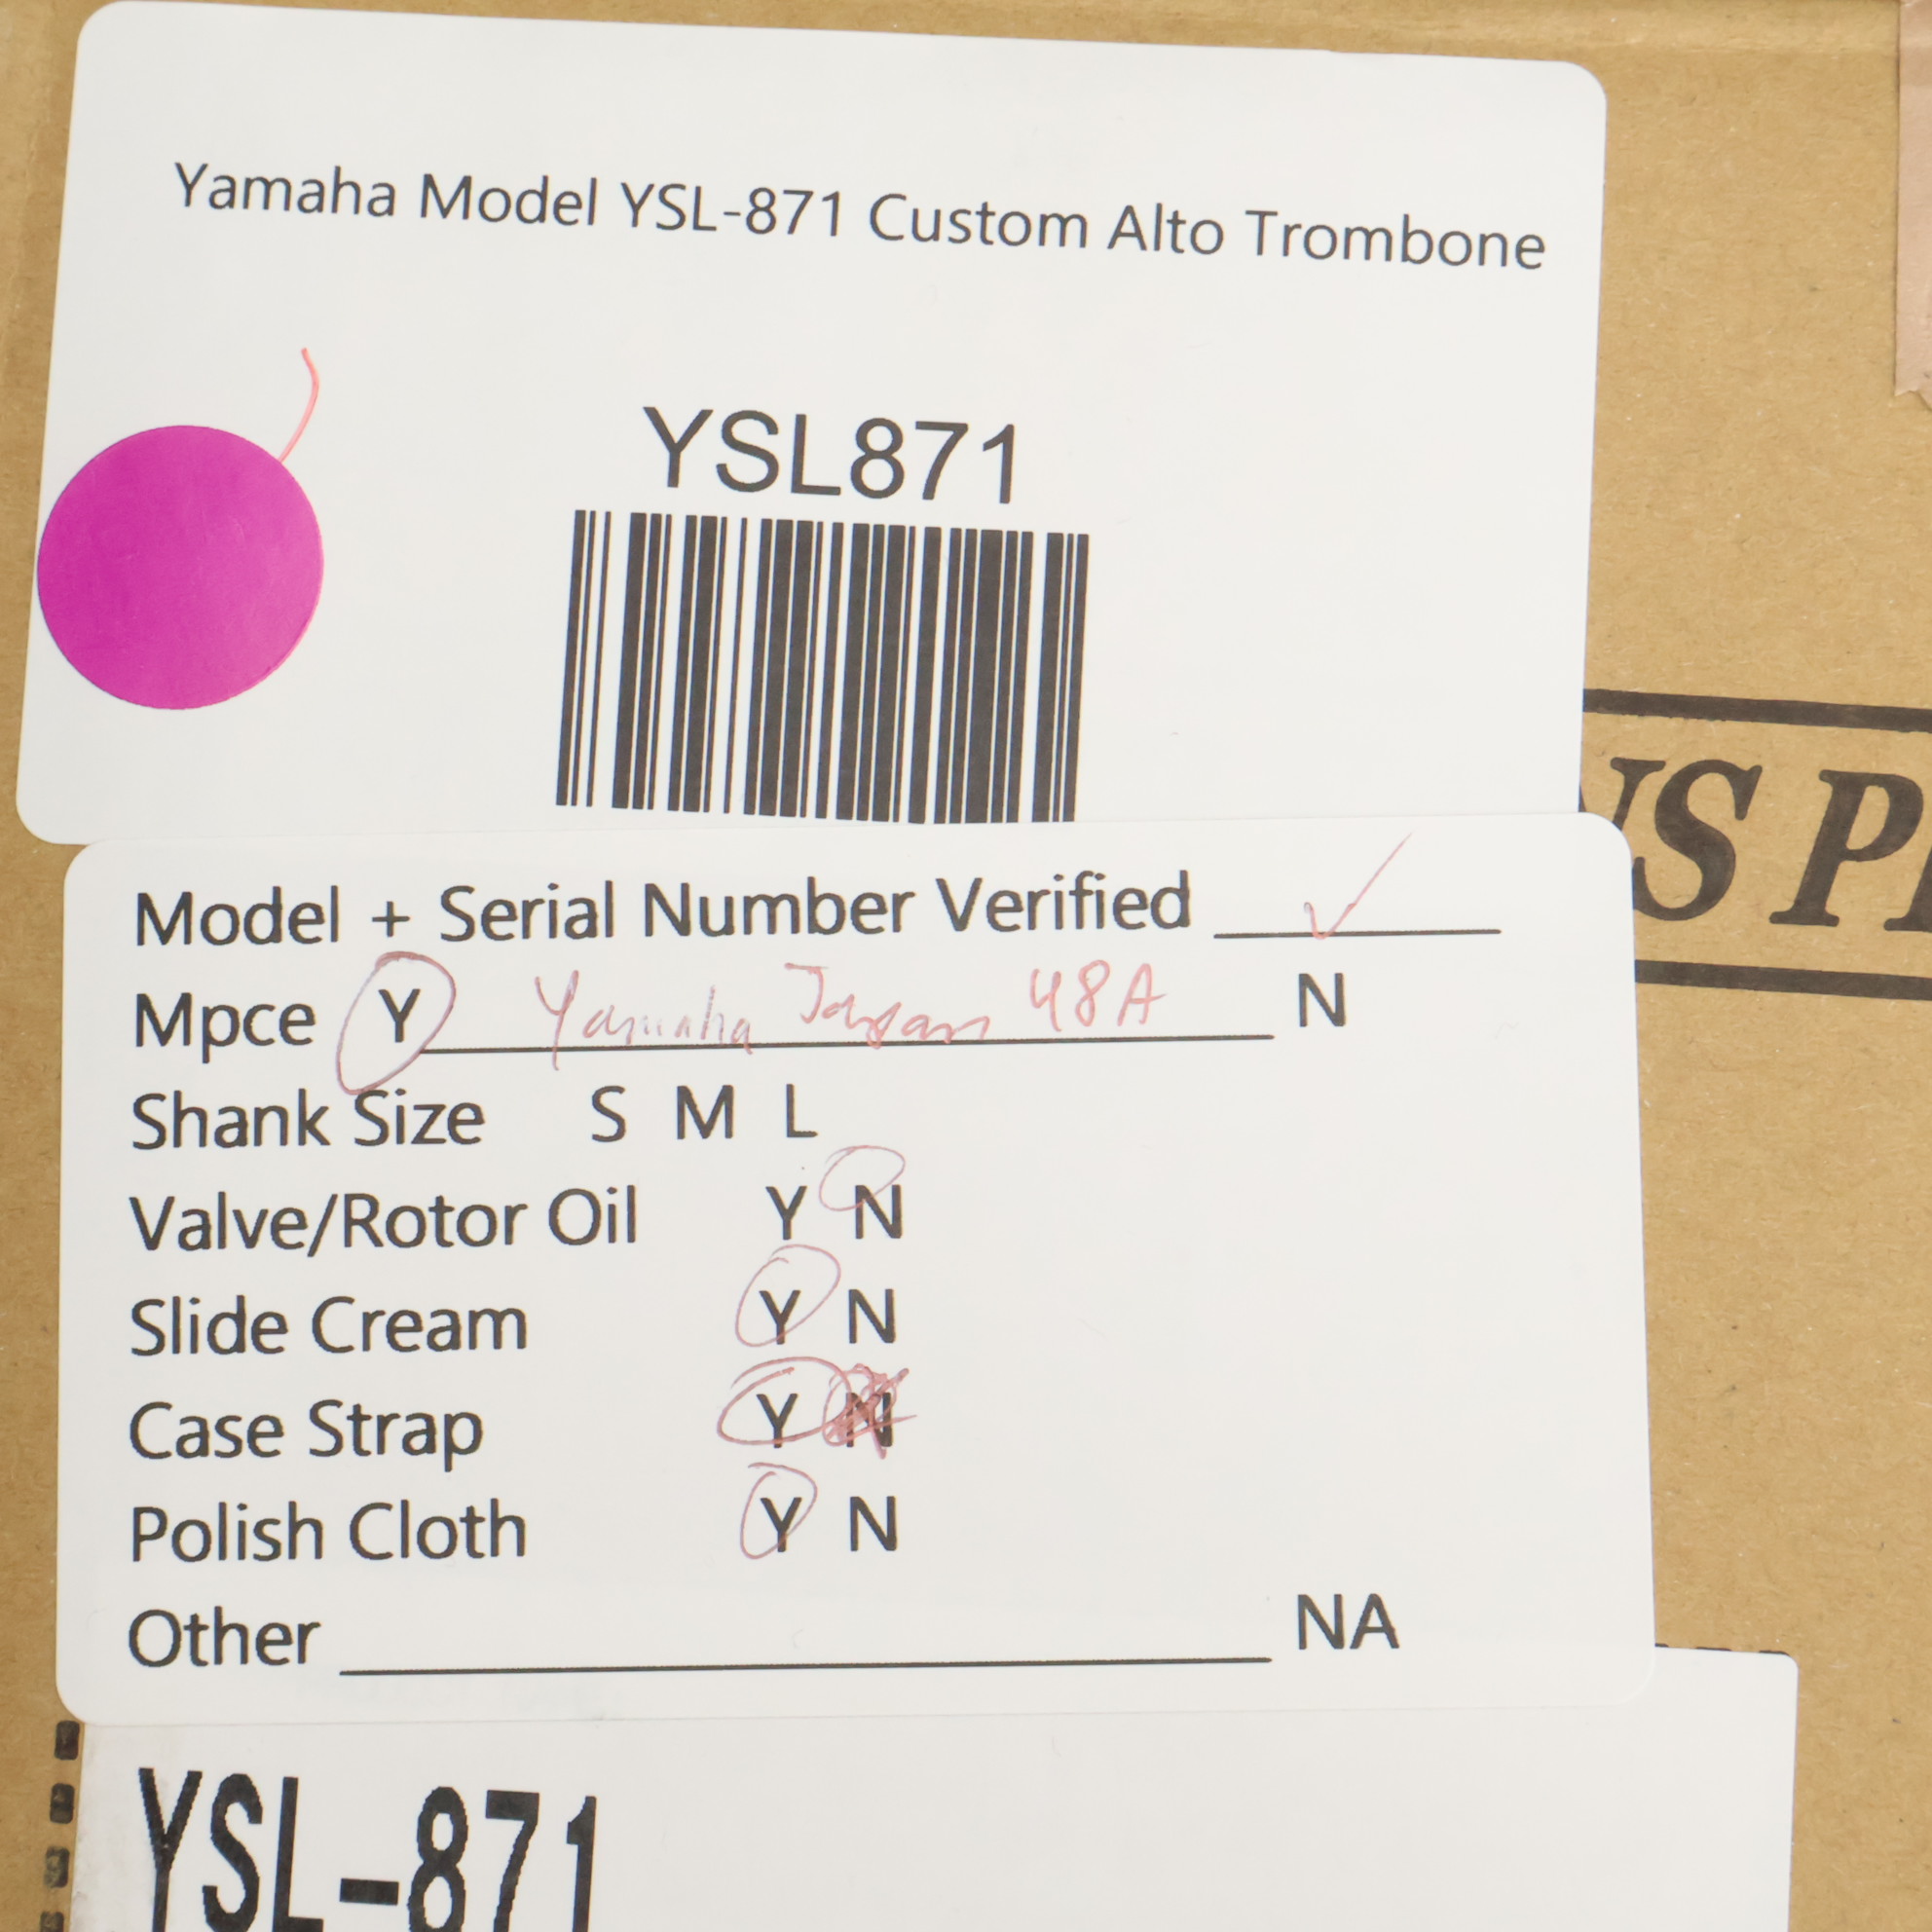 Yamaha Model YSL-871 Custom Alto Trombone
YSL871
NS P
Model + Serial Number Verified ✓
Mpce Y Yamaha Japan 48A N
Shank Size S M L
Valve/Rotor Oil Y N
Slide Cream Y N
Case Strap Y N
Polish Cloth Y N
Other NA
YSL-871